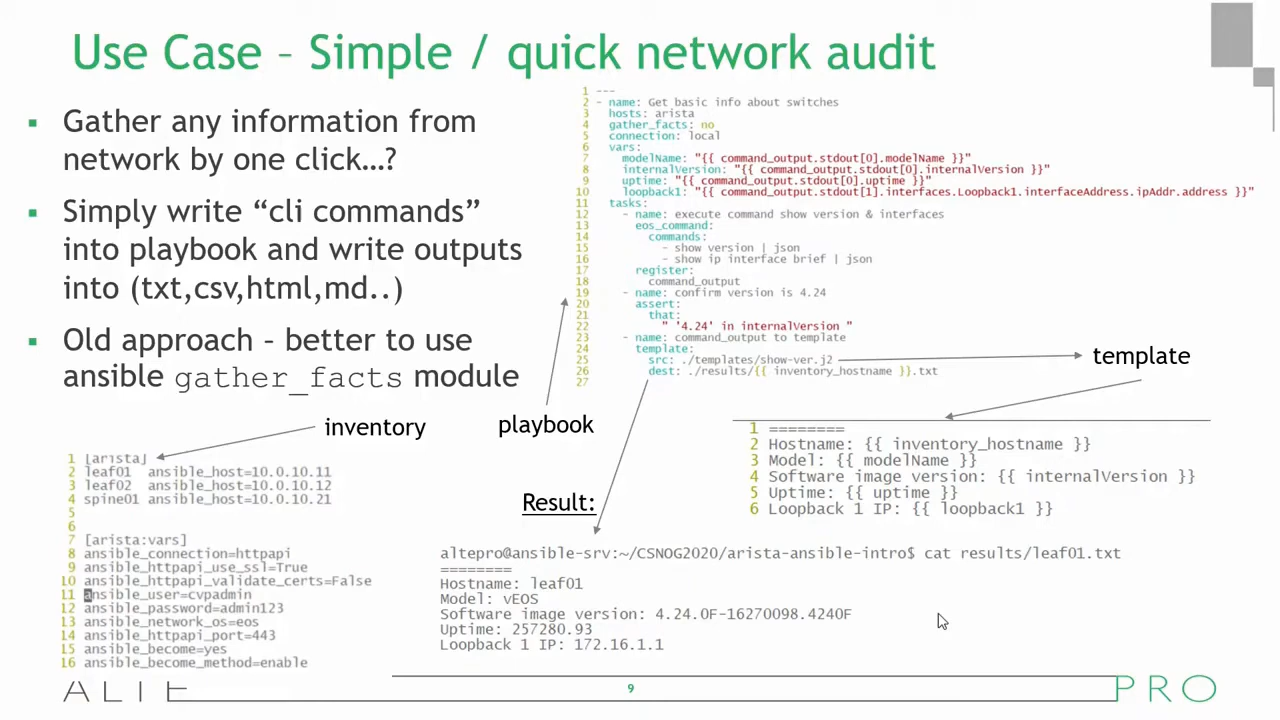 Use Case – Simple / quick network audit
▪ Gather any information from
network by one click…?
▪ Simply write “cli commands”
into playbook and write outputs
into (txt,csv,html,md..)
▪ Old approach – better to use
ansible gather_facts module
1 ---
2 - name: Get basic info about switches
3 hosts: arista
4 gather_facts: no
5 connection: local
6 vars:
7 modelName: "{{ command_output.stdout[0].modelName }}"
8 internalVersion: "{{ command_output.stdout[0].internalVersion }}"
9 uptime: "{{ command_output.stdout[0].uptime }}"
10 loopback1: "{{ command_output.stdout[1].interfaces.Loopback1.interfaceAddress.ipAddr.address }}"
11 tasks:
12 - name: execute command show version & interfaces
13 eos_command:
14 commands:
15 - show version | json
16 - show ip interface brief | json
17 register:
18 command_output
19 - name: confirm version is 4.24
20 assert:
21 that:
22 " '4.24' in internalVersion "
23 - name: command_output to template
24 template:
25 src: ./templates/show-ver.j2
26 dest: ./results/{{ inventory_hostname }}.txt
27
template
playbook
inventory
1 [arista]
2 leaf01 ansible_host=10.0.10.11
3 leaf02 ansible_host=10.0.10.12
4 spine01 ansible_host=10.0.10.21
5
6
7 [arista:vars]
8 ansible_connection=httpapi
9 ansible_httpapi_use_ssl=True
10 ansible_httpapi_validate_certs=False
11 ansible_user=cvpadmin
12 ansible_password=admin123
13 ansible_network_os=eos
14 ansible_httpapi_port=443
15 ansible_become=yes
16 ansible_become_method=enable
1 ========
2 Hostname: {{ inventory_hostname }}
3 Model: {{ modelName }}
4 Software image version: {{ internalVersion }}
5 Uptime: {{ uptime }}
6 Loopback 1 IP: {{ loopback1 }}
Result:
altepro@ansible-srv:~/CSNOG2020/arista-ansible-intro$ cat results/leaf01.txt
========
Hostname: leaf01
Model: vEOS
Software image version: 4.24.0F-16270098.4240F
Uptime: 257280.93
Loopback 1 IP: 172.16.1.1
ALTE
9
PRO